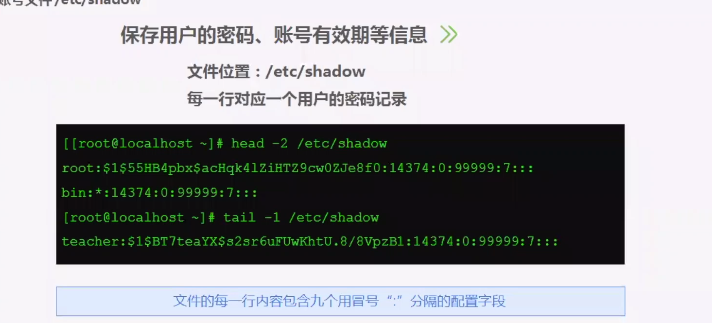 账号文件 /etc/shadow
保存用户的密码、账号有效期等信息
文件位置：/etc/shadow
每一行对应一个用户的密码记录
[[root@localhost ~]# head -2 /etc/shadow
root:$1$55HB4pbx$acHqk4lZiHTZ9cw0ZJe8f0:14374:0:99999:7:::
bin:*:14374:0:99999:7:::
[root@localhost ~]# tail -1 /etc/shadow
teacher:$1$BT7teaYX$s2sr6uFUwKhtU.8/8VpzB1:14374:0:99999:7:::
文件的每一行内容包含九个用冒号“:”分隔的配置字段